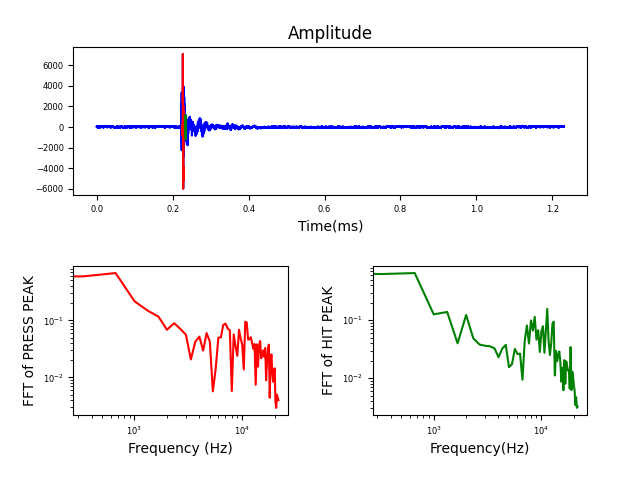 Amplitude
6000
4000
2000
0
−2000
−4000
−6000
0.0 0.2 0.4 0.6 0.8 1.0 1.2
Time(ms)
FFT of PRESS PEAK
10⁻¹
10⁻²
10³ 10⁴
Frequency (Hz)
FFT of HIT PEAK
10⁻¹
10⁻²
10³ 10⁴
Frequency(Hz)